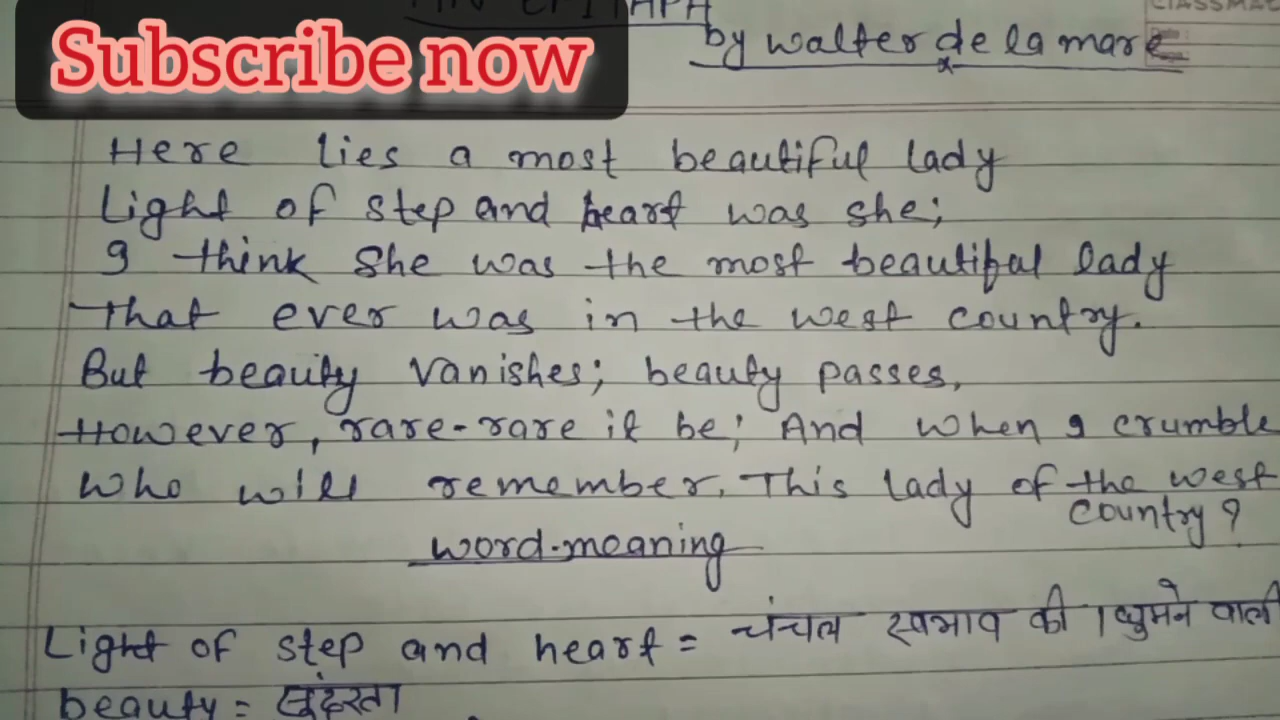 Subscribe now
AN EPITAPH
by walter de la mare
Here lies a most beautiful lady
Light of step and heart was she;
I think she was the most beautiful lady
That ever was in the west country.
But beauty vanishes; beauty passes,
However, rare-rare it be; And when I crumble
who will remember. This lady of the west
country?
word-meaning
Light of step and heart = चंचल स्वभाव की । घुमने वाली
beauty = सुंदरता